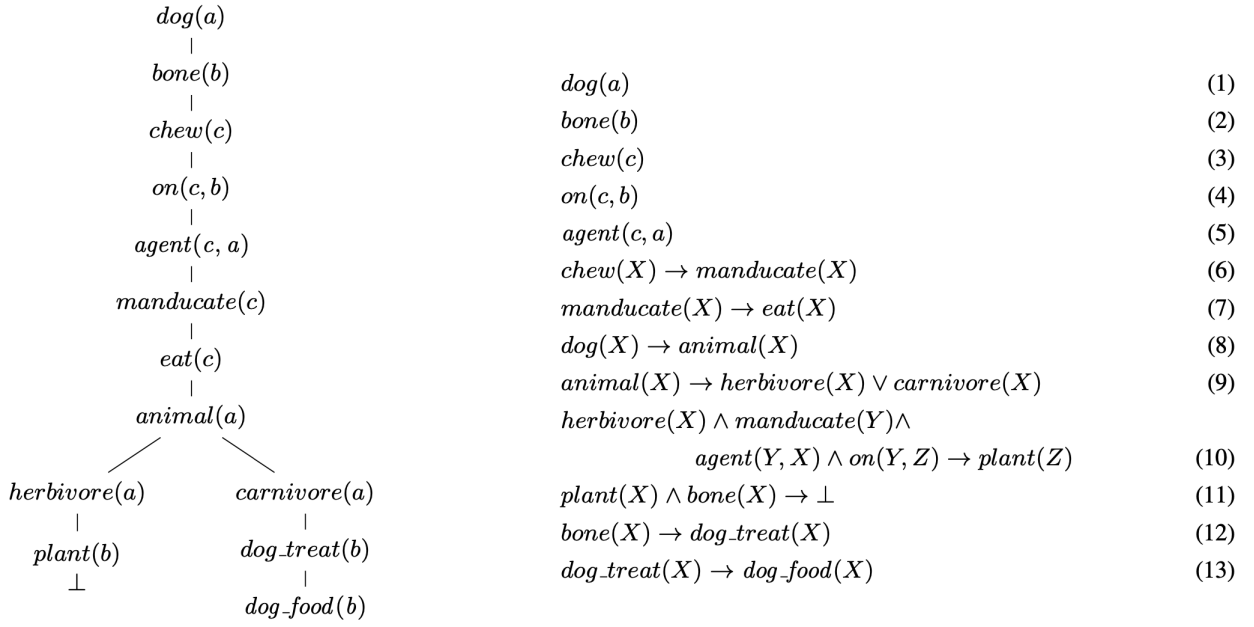 dog(a)
bone(b)
chew(c)
on(c, b)
agent(c, a)
manducate(c)
eat(c)
animal(a)
herbivore(a) carnivore(a)
plant(b) dog_treat(b)
⊥
dog_food(b)
dog(a) (1)
bone(b) (2)
chew(c) (3)
on(c, b) (4)
agent(c, a) (5)
chew(X) → manducate(X) (6)
manducate(X) → eat(X) (7)
dog(X) → animal(X) (8)
animal(X) → herbivore(X) ∨ carnivore(X) (9)
herbivore(X) ∧ manducate(Y)∧
agent(Y, X) ∧ on(Y, Z) → plant(Z) (10)
plant(X) ∧ bone(X) → ⊥ (11)
bone(X) → dog_treat(X) (12)
dog_treat(X) → dog_food(X) (13)